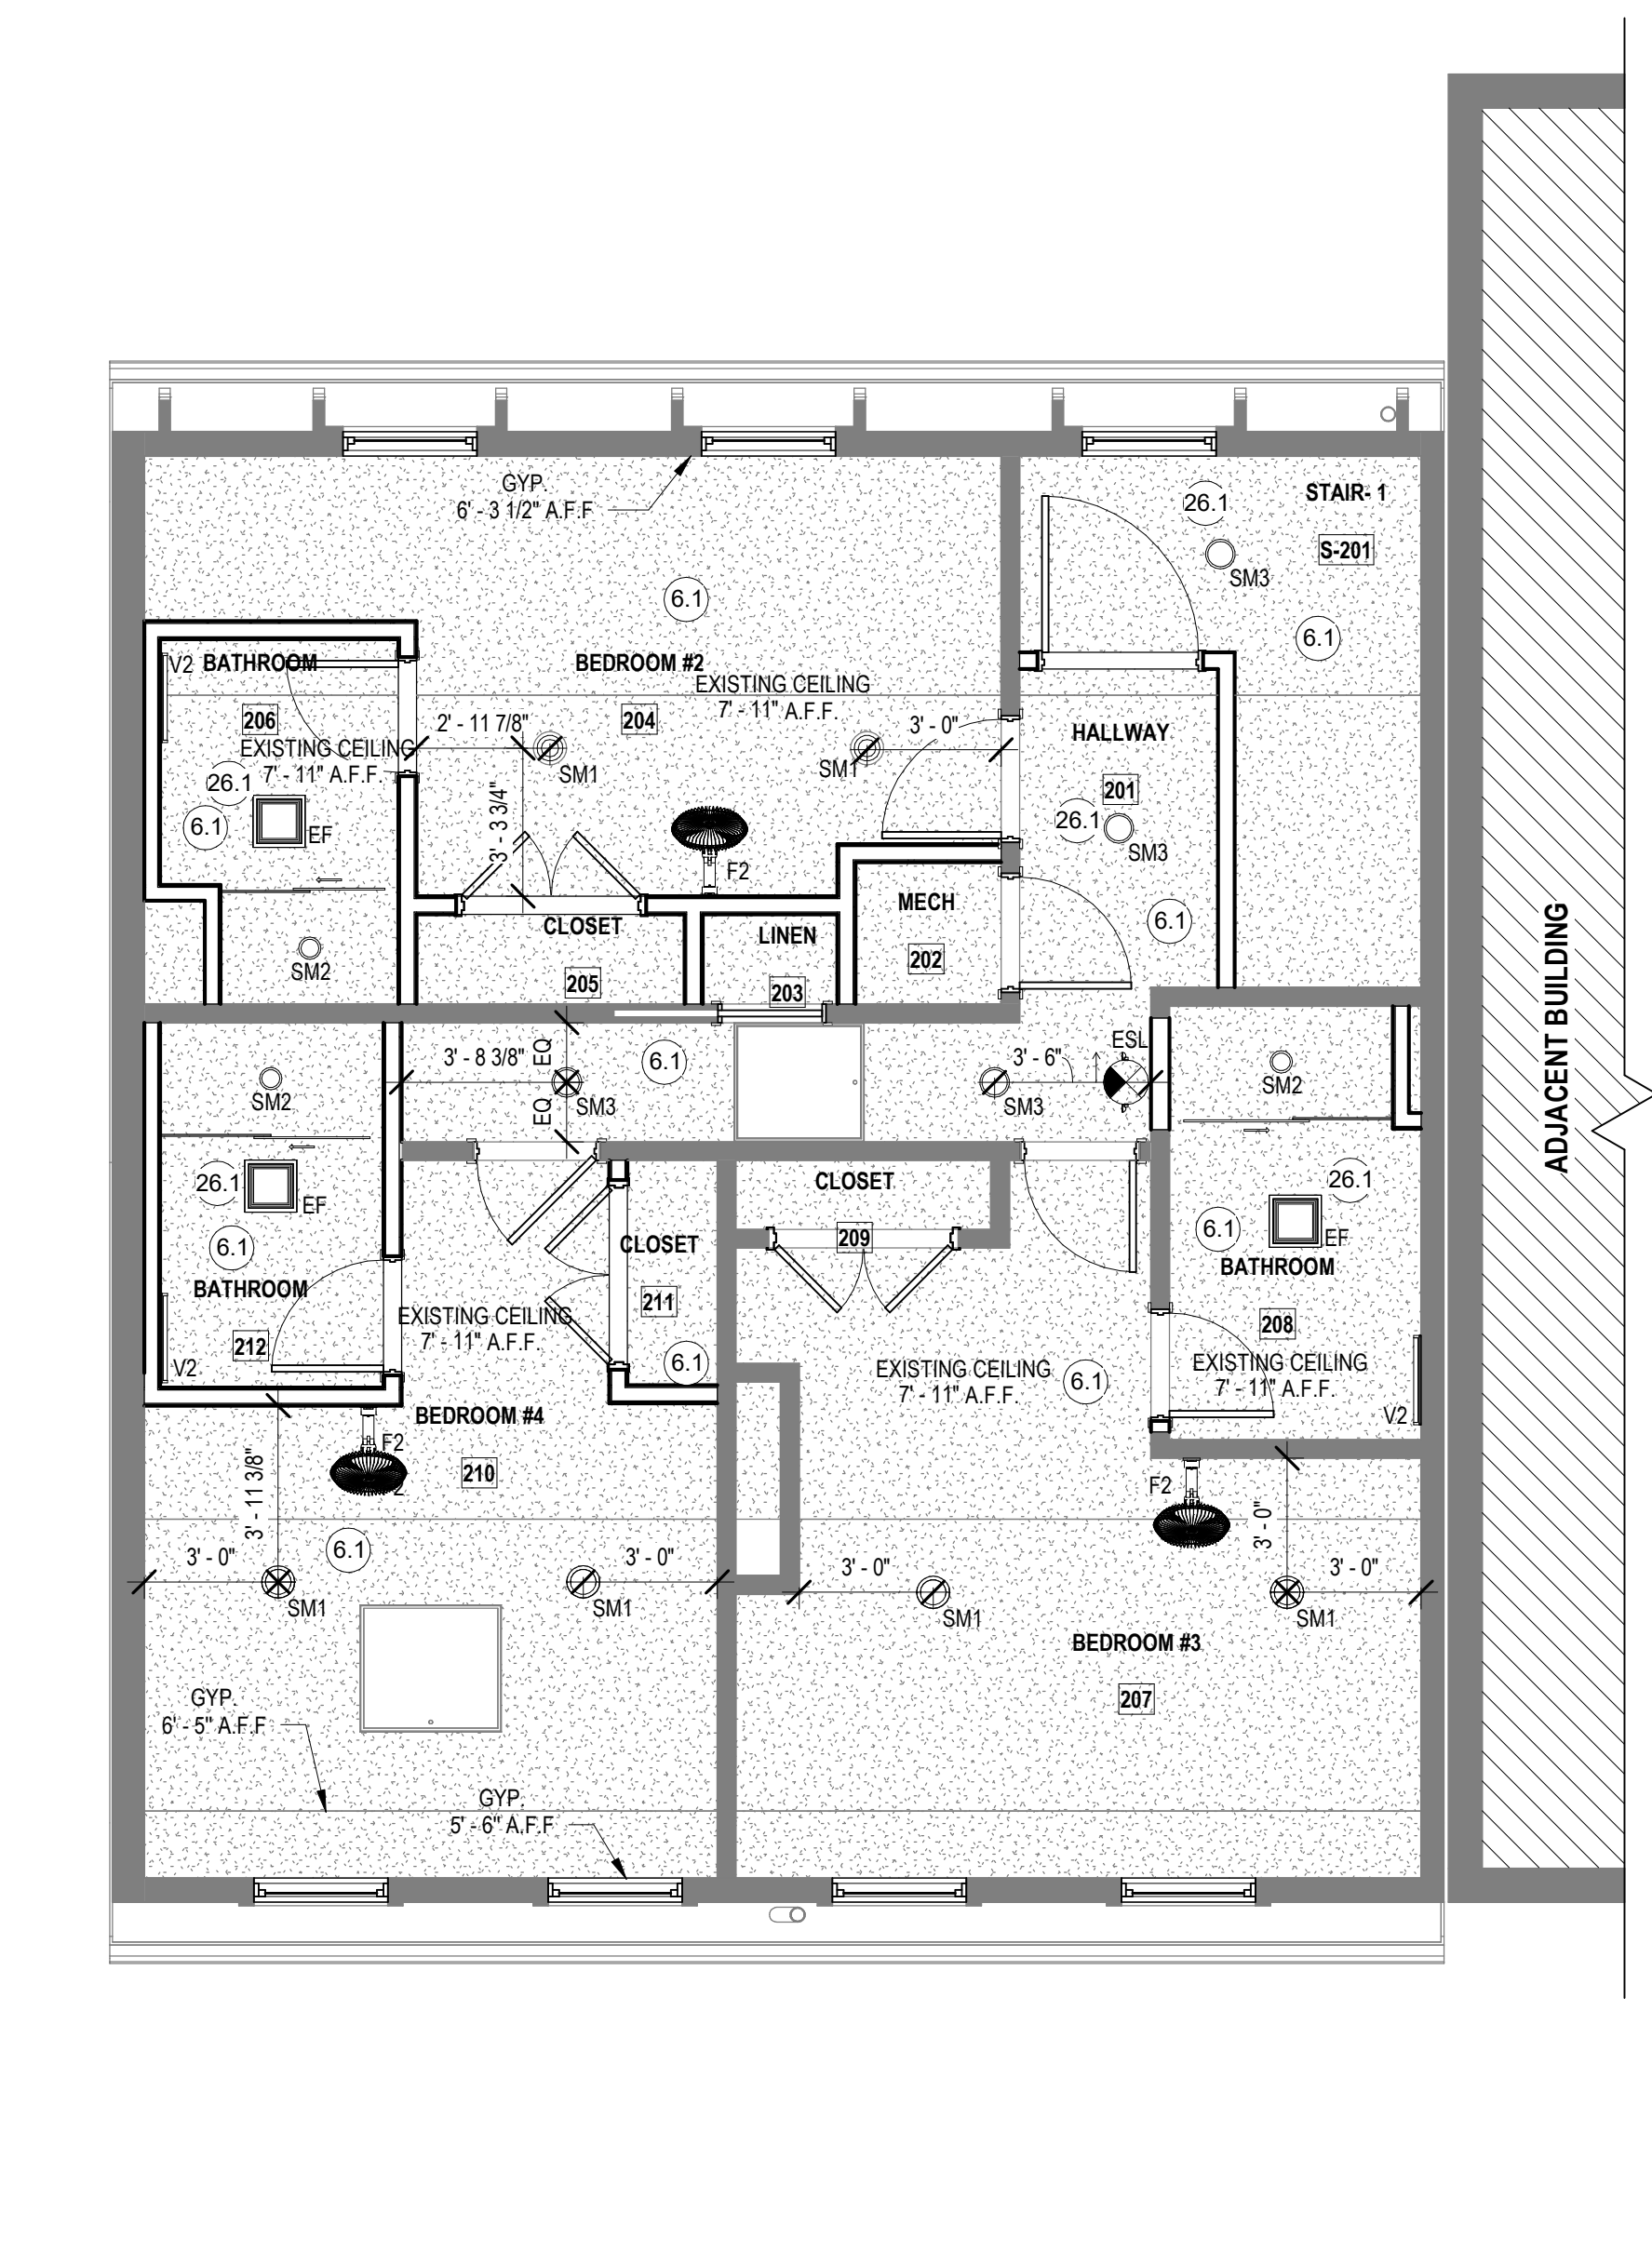 GYP.
6' - 3 1/2" A.F.F
26.1
STAIR- 1
S-201
SM3
6.1
6.1
V2
BATHROOM
206
EXISTING CEILING
7' - 11" A.F.F.
26.1
6.1
EF
SM2
BEDROOM #2
204
EXISTING CEILING
7' - 11" A.F.F.
2' - 11 7/8"
SM1
3' - 3 3/4"
3' - 0"
SM1
F2
HALLWAY
201
26.1
SM3
6.1
CLOSET
205
LINEN
203
MECH
202
ADJACENT BUILDING
SM2
3' - 8 3/8"
EQ
EQ
SM3
6.1
3' - 6"
SM3
ESL
SM2
26.1
EF
6.1
BATHROOM
212
V2
EXISTING CEILING
7' - 11" A.F.F.
CLOSET
211
6.1
CLOSET
209
26.1
6.1
EF
BATHROOM
208
EXISTING CEILING
7' - 11" A.F.F.
V2
EXISTING CEILING
7' - 11" A.F.F.
6.1
BEDROOM #4
210
F2
3' - 11 3/8"
6.1
3' - 0"
SM1
3' - 0"
SM1
F2
3' - 0"
3' - 0"
SM1
3' - 0"
SM1
BEDROOM #3
207
GYP.
6' - 5" A.F.F
GYP.
5' - 6" A.F.F